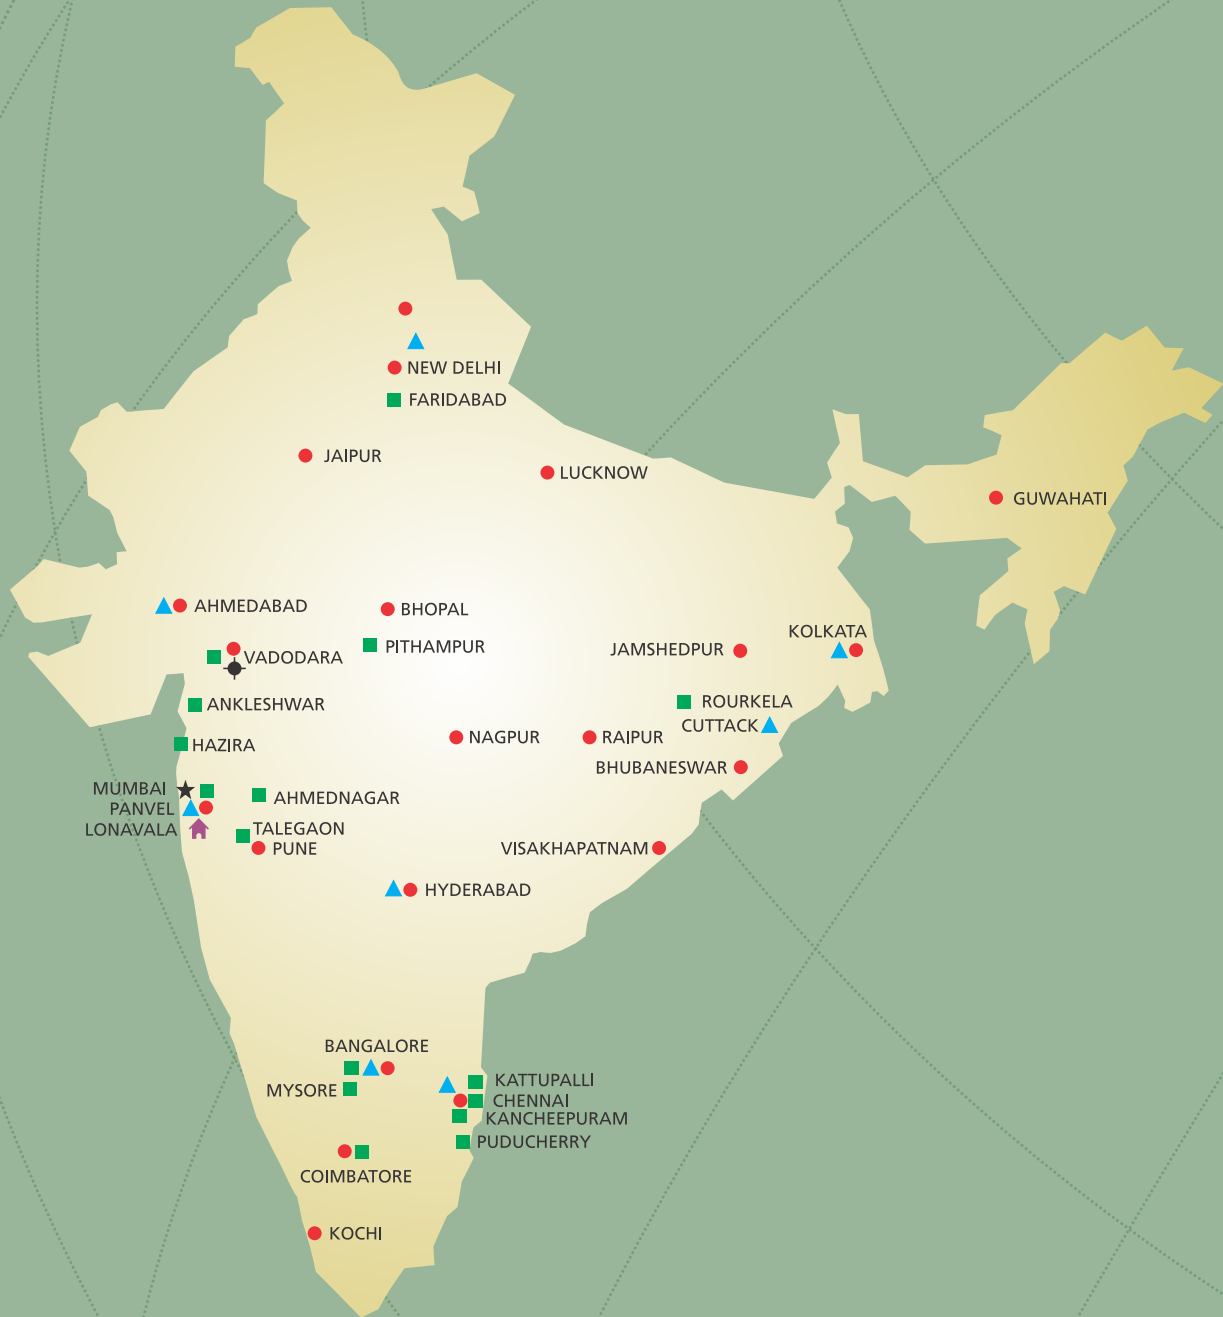 NEW DELHI
FARIDABAD
JAIPUR
LUCKNOW
GUWAHATI
AHMEDABAD
BHOPAL
KOLKATA
PITHAMPUR
JAMSHEDPUR
VADODARA
ANKLESHWAR
ROURKELA
CUTTACK
HAZIRA
NAGPUR
RAIPUR
BHUBANESWAR
MUMBAI
AHMEDNAGAR
PANVEL
LONAVALA
TALEGAON
PUNE
VISAKHAPATNAM
HYDERABAD
BANGALORE
KATTUPALLI
MYSORE
CHENNAI
KANCHEEPURAM
PUDUCHERRY
COIMBATORE
KOCHI